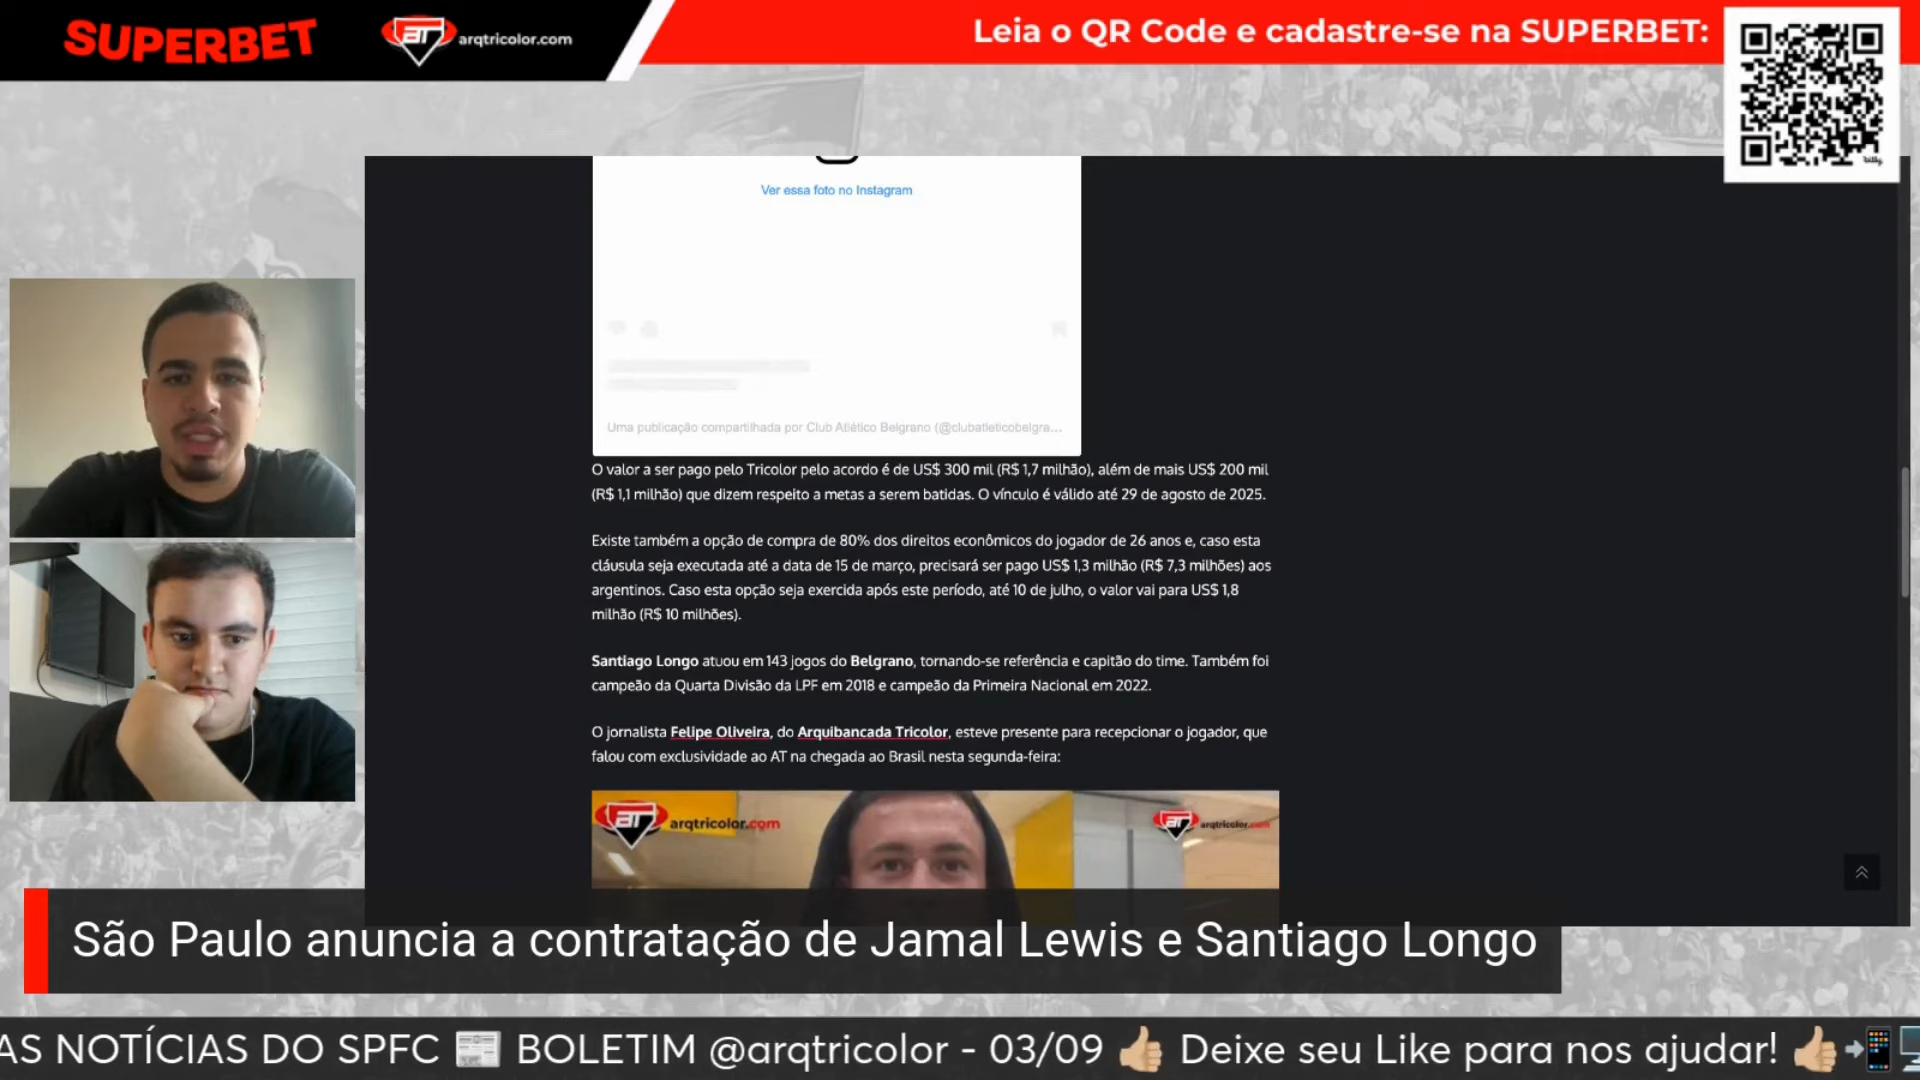 SUPERBET
arqtricolor.com
Leia o QR Code e cadastre-se na SUPERBET:
bitly
Ver essa foto no Instagram
Uma publicação compartilhada por Club Atlético Belgrano (@clubatleticobelgra...
O valor a ser pago pelo Tricolor pelo acordo é de US$ 300 mil (R$ 1,7 milhão), além de mais US$ 200 mil
(R$ 1,1 milhão) que dizem respeito a metas a serem batidas. O vínculo é válido até 29 de agosto de 2025.
Existe também a opção de compra de 80% dos direitos econômicos do jogador de 26 anos e, caso esta
cláusula seja executada até a data de 15 de março, precisará ser pago US$ 1,3 milhão (R$ 7,3 milhões) aos
argentinos. Caso esta opção seja exercida após este período, até 10 de julho, o valor vai para US$ 1,8
milhão (R$ 10 milhões).
Santiago Longo atuou em 143 jogos do Belgrano, tornando-se referência e capitão do time. Também foi
campeão da Quarta Divisão da LPF em 2018 e campeão da Primeira Nacional em 2022.
O jornalista Felipe Oliveira, do Arquibancada Tricolor, esteve presente para recepcionar o jogador, que
falou com exclusividade ao AT na chegada ao Brasil nesta segunda-feira:
arqtricolor.com
arqtricolor.com
São Paulo anuncia a contratação de Jamal Lewis e Santiago Longo
AS NOTÍCIAS DO SPFC 📰 BOLETIM @arqtricolor - 03/09 👍🏼 Deixe seu Like para nos ajudar! 👍🏼